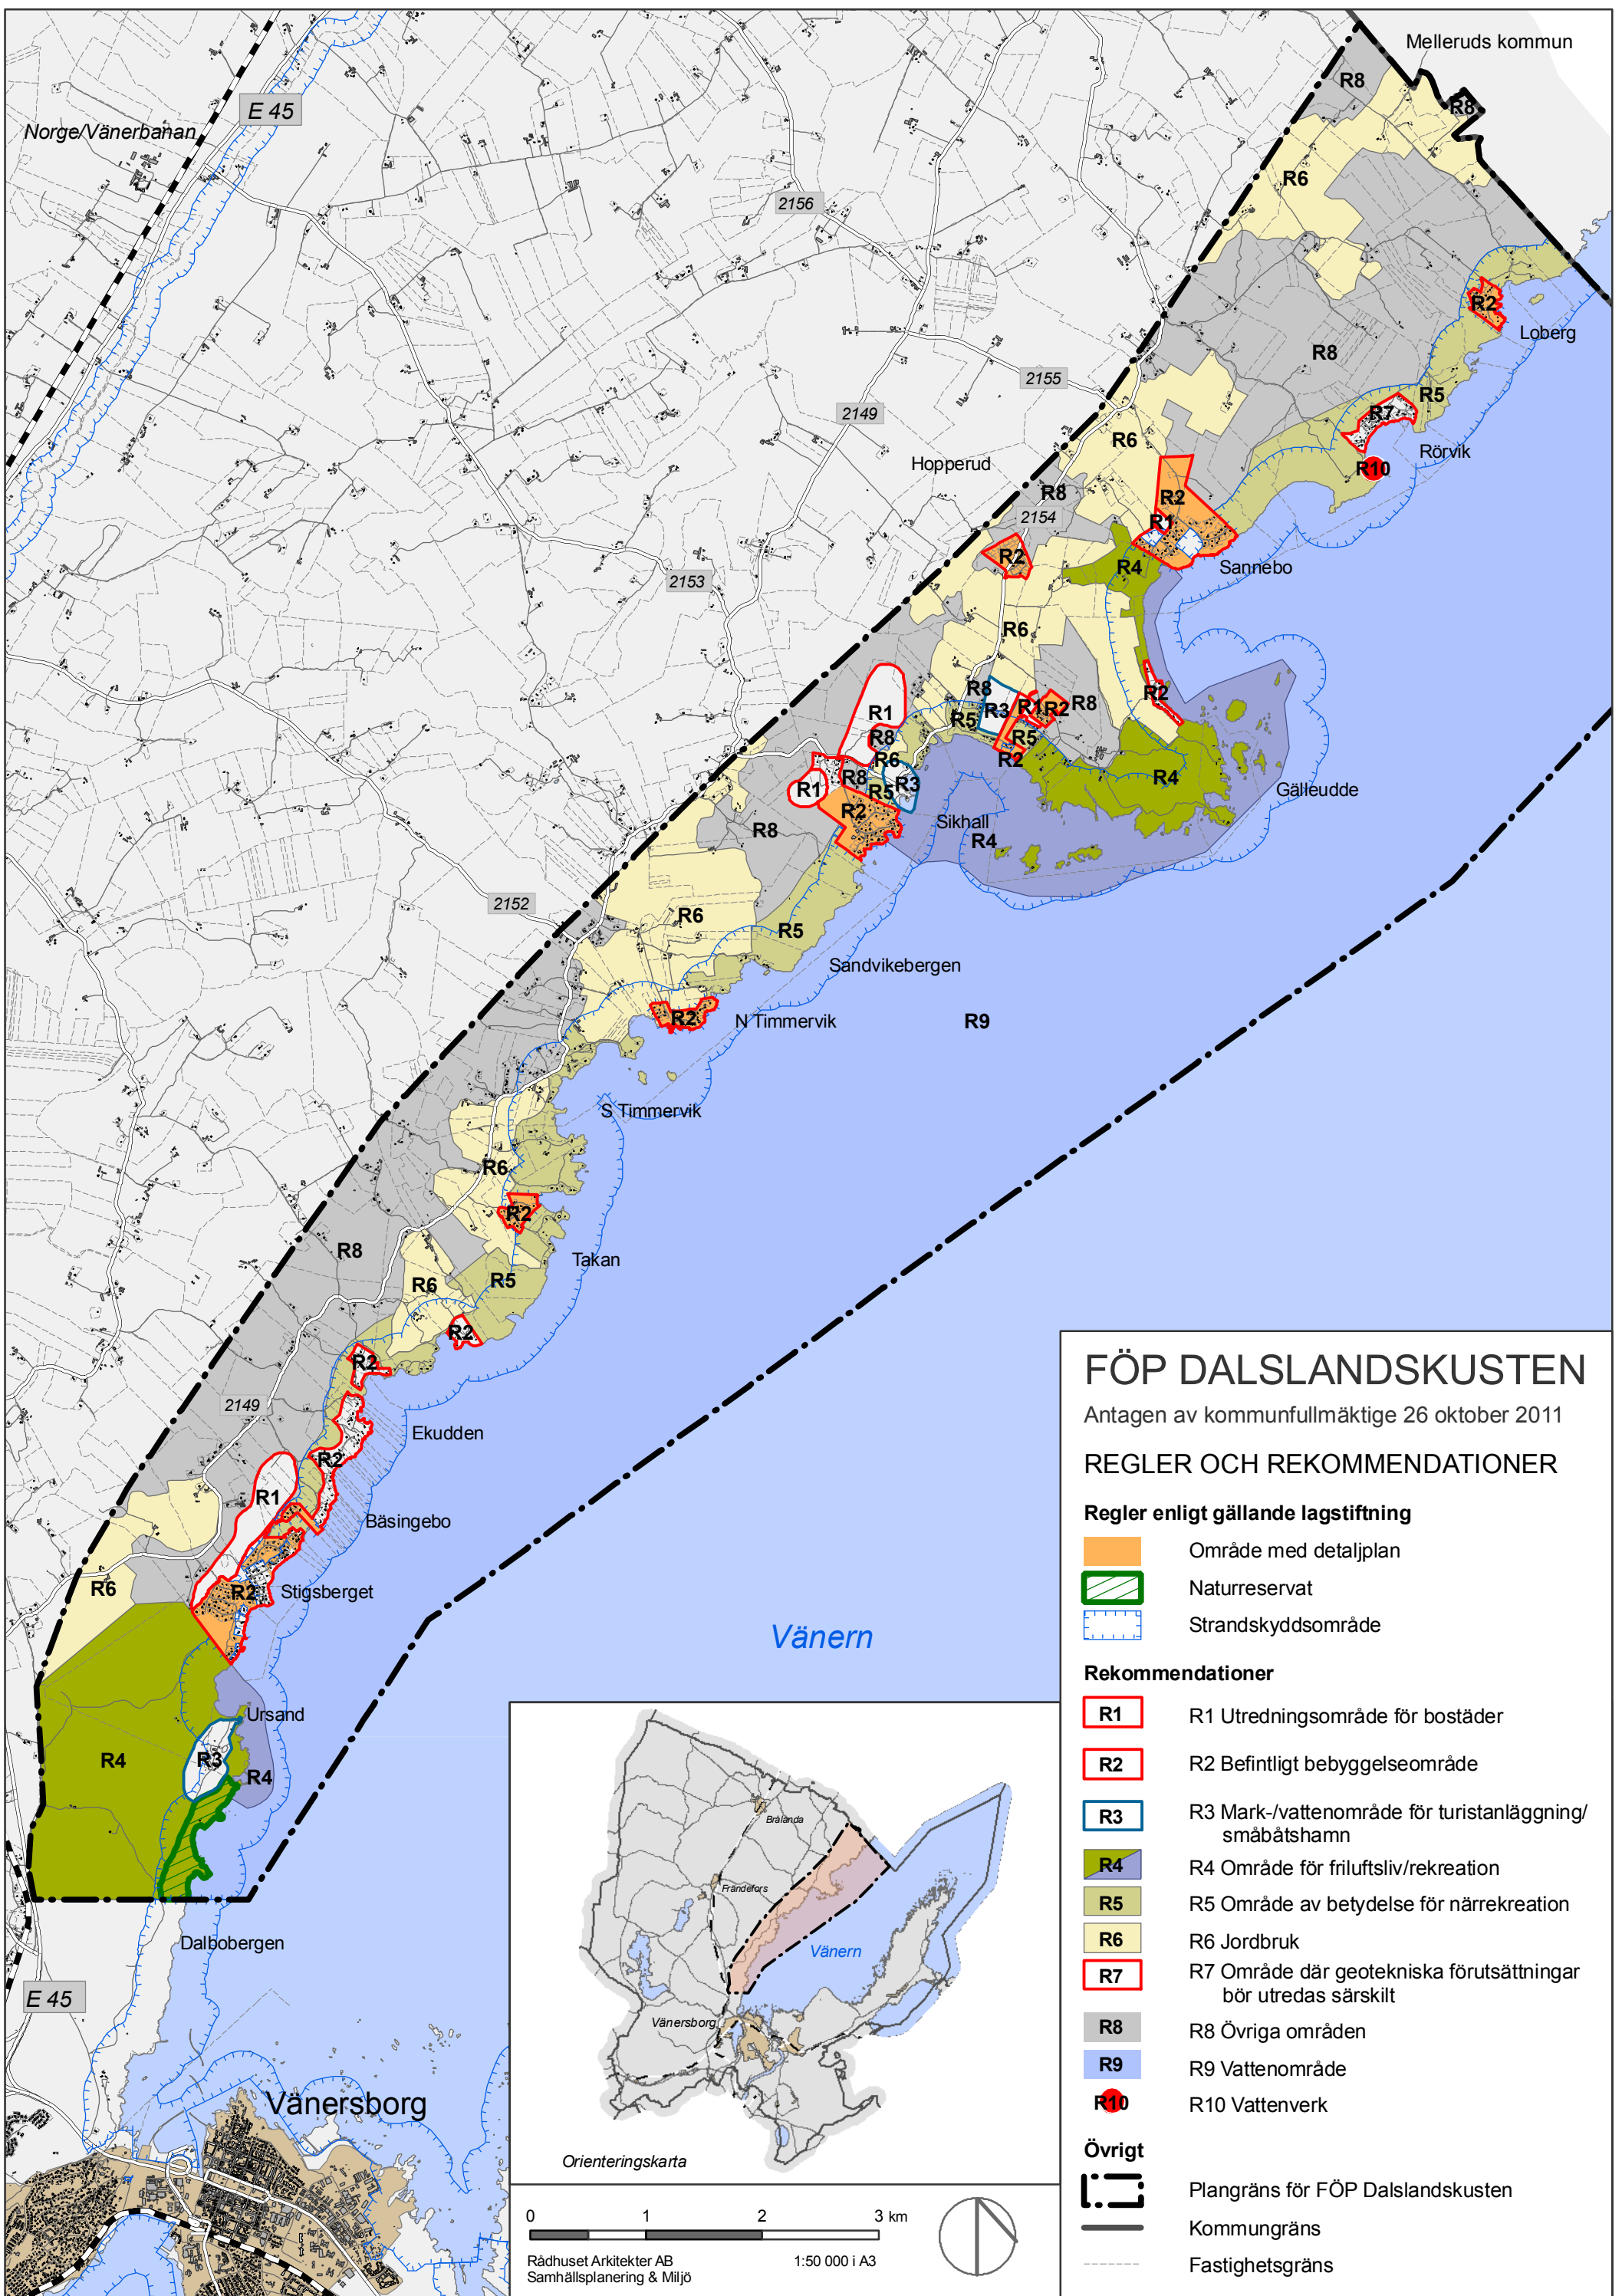 Melleruds kommun
R8
R8
E 45
Norge/Vänerbanan
R6
2156
R2
Loberg
R8
2155
R5
2149
R7
R6
Rörvik
Hopperud
R10
R8
R2
2154
R1
R2
R4
Sannebo
2153
R6
R8
R2
R1
R3
R1
R2
R8
R5
R8
R5
R6
R2
R4
R8
R3
R1
R5
Gälleudde
R2
Sikhall
R8
R4
2152
R6
R5
Sandvikebergen
R2
N Timmervik
R9
S Timmervik
R6
R2
R8
Takan
R5
R6
R2
R2
2149
Ekudden
R2
R1
Bäsingebo
R6
R2
Stigsberget
Vänern
Ursand
R4
R3
R4
Dalbobergen
E 45
Vänersborg
Brålanda
Frändefors
Vänern
Vänersborg
Orienteringskarta
0 1 2 3 km
Rådhuset Arkitekter AB 1:50 000 i A3
Samhällsplanering & Miljö
FÖP DALSLANDSKUSTEN
Antagen av kommunfullmäktige 26 oktober 2011
REGLER OCH REKOMMENDATIONER
Regler enligt gällande lagstiftning
Område med detaljplan
Naturreservat
Strandskyddsområde
Rekommendationer
R1 R1 Utredningsområde för bostäder
R2 R2 Befintligt bebyggelseområde
R3 R3 Mark-/vattenområde för turistanläggning/
småbåtshamn
R4 R4 Område för friluftsliv/rekreation
R5 R5 Område av betydelse för närrekreation
R6 R6 Jordbruk
R7 R7 Område där geotekniska förutsättningar
bör utredas särskilt
R8 R8 Övriga områden
R9 R9 Vattenområde
R10 R10 Vattenverk
Övrigt
Plangräns för FÖP Dalslandskusten
Kommungräns
Fastighetsgräns